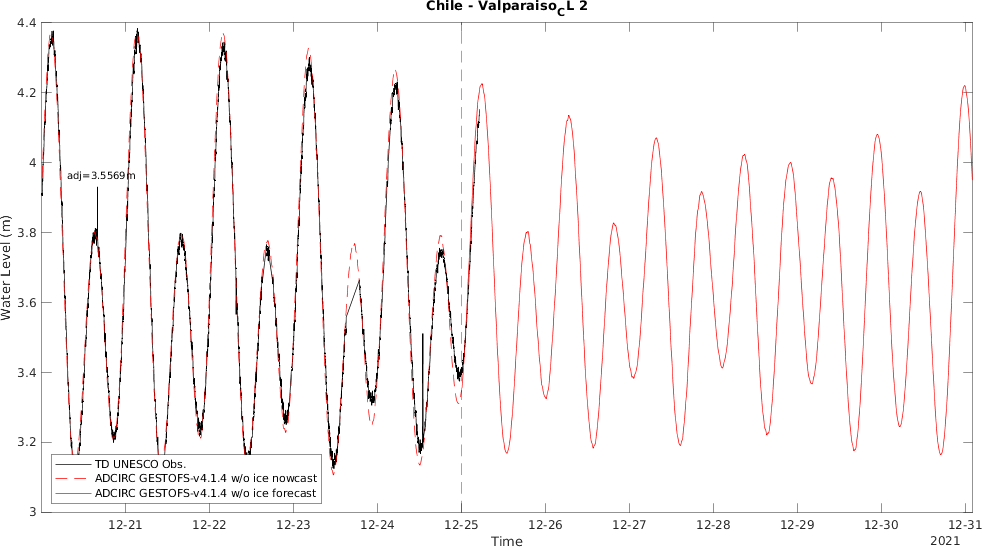 Chile - Valparaiso_CL 2
4.4
4.2
4
3.8
3.6
3.4
3.2
3
Water Level (m)
adj=3.5569m
TD UNESCO Obs.
ADCIRC GESTOFS-v4.1.4 w/o ice nowcast
ADCIRC GESTOFS-v4.1.4 w/o ice forecast
12-21 12-22 12-23 12-24 12-25 12-26 12-27 12-28 12-29 12-30 12-31
Time
2021